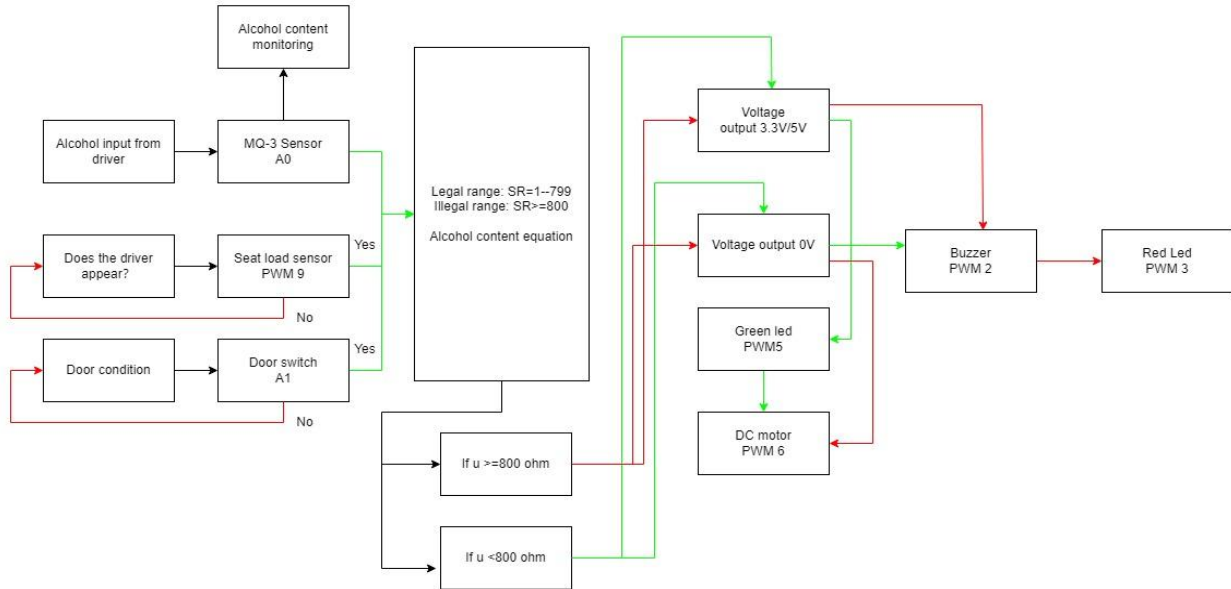 Alcohol content
monitoring
Alcohol input from
driver
MQ-3 Sensor
A0
Does the driver
appear?
Seat load sensor
PWM 9
Yes
No
Door condition
Door switch
A1
Yes
No
Legal range: SR=1--799
Illegal range: SR>=800
Alcohol content equation
If u >=800 ohm
If u <800 ohm
Voltage
output 3.3V/5V
Voltage output 0V
Green led
PWM5
DC motor
PWM 6
Buzzer
PWM 2
Red Led
PWM 3